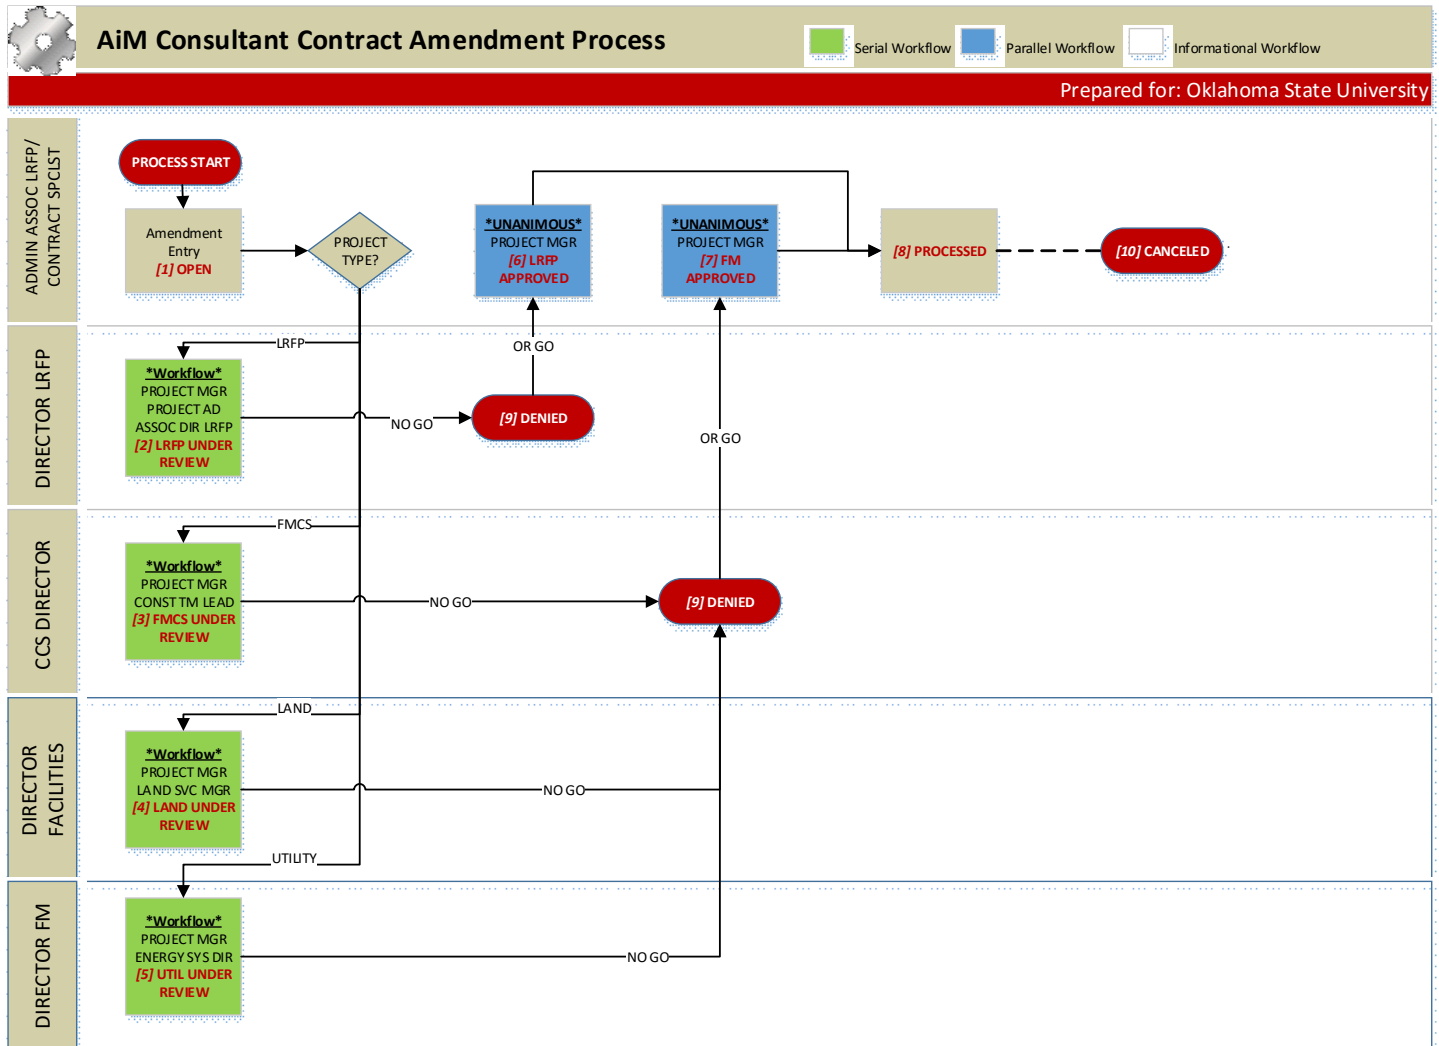 AiM Consultant Contract Amendment Process
Serial Workflow
Parallel Workflow
Informational Workflow
Prepared for: Oklahoma State University
ADMIN ASSOC LRFP/
CONTRACT SPCLST
PROCESS START
Amendment
Entry
[1] OPEN
PROJECT
TYPE?
*UNANIMOUS*
PROJECT MGR
[6] LRFP
APPROVED
*UNANIMOUS*
PROJECT MGR
[7] FM
APPROVED
[8] PROCESSED
[10] CANCELED
DIRECTOR LRFP
LRFP
OR GO
*Workflow*
PROJECT MGR
PROJECT AD
ASSOC DIR LRFP
[2] LRFP UNDER
REVIEW
NO GO
[9] DENIED
OR GO
CCS DIRECTOR
FMCS
*Workflow*
PROJECT MGR
CONST TM LEAD
[3] FMCS UNDER
REVIEW
NO GO
[9] DENIED
DIRECTOR
FACILITIES
LAND
*Workflow*
PROJECT MGR
LAND SVC MGR
[4] LAND UNDER
REVIEW
NO GO
UTILITY
DIRECTOR FM
*Workflow*
PROJECT MGR
ENERGY SYS DIR
[5] UTIL UNDER
REVIEW
NO GO